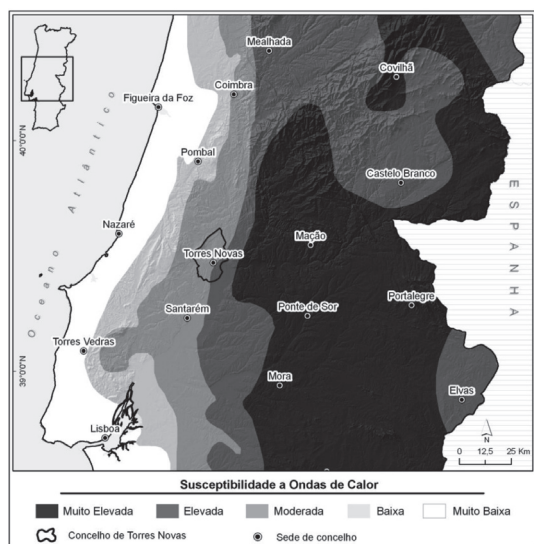 Mealhada
Covilhã
Coimbra
Figueira da Foz
40°0'0"N
Oceano Atlântico
Pombal
Castelo Branco
ESPANHA
Nazaré
Mação
Torres Novas
Portalegre
Santarém
Ponte de Sor
Torres Vedras
39°0'0"N
Mora
Elvas
Lisboa
N
0 12,5 25 Km
Susceptibilidade a Ondas de Calor
Muito Elevada Elevada Moderada Baixa Muito Baixa
Concelho de Torres Novas Sede de concelho